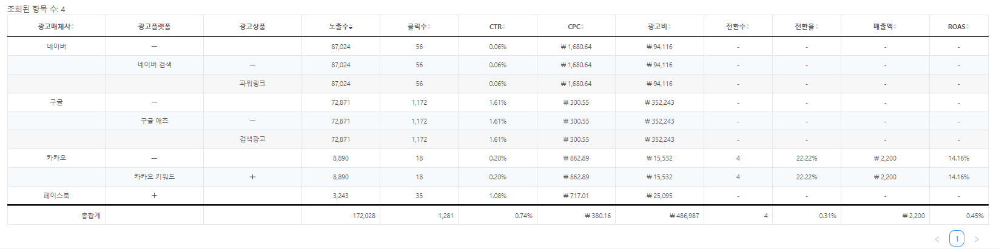 조회된 항목 수: 4
광고매체사 광고플랫폼 광고상품 노출수 클릭수 CTR CPC 광고비 전환수 전환율 매출액 ROAS
네이버 — 87,024 56 0.06% ₩ 1,680.64 ₩ 94,116 - - - -
네이버 검색 — 87,024 56 0.06% ₩ 1,680.64 ₩ 94,116 - - - -
파워링크 87,024 56 0.06% ₩ 1,680.64 ₩ 94,116 - - - -
구글 — 72,871 1,172 1.61% ₩ 300.55 ₩ 352,243 - - - -
구글 애즈 — 72,871 1,172 1.61% ₩ 300.55 ₩ 352,243 - - - -
검색광고 72,871 1,172 1.61% ₩ 300.55 ₩ 352,243 - - - -
카카오 — 8,890 18 0.20% ₩ 862.89 ₩ 15,532 4 22.22% ₩ 2,200 14.16%
카카오 키워드 + 8,890 18 0.20% ₩ 862.89 ₩ 15,532 4 22.22% ₩ 2,200 14.16%
페이스북 + 3,243 35 1.08% ₩ 717.01 ₩ 25,095 - - - -
총합계 172,028 1,281 0.74% ₩ 380.16 ₩ 486,987 4 0.31% ₩ 2,200 0.45%
< 1 >